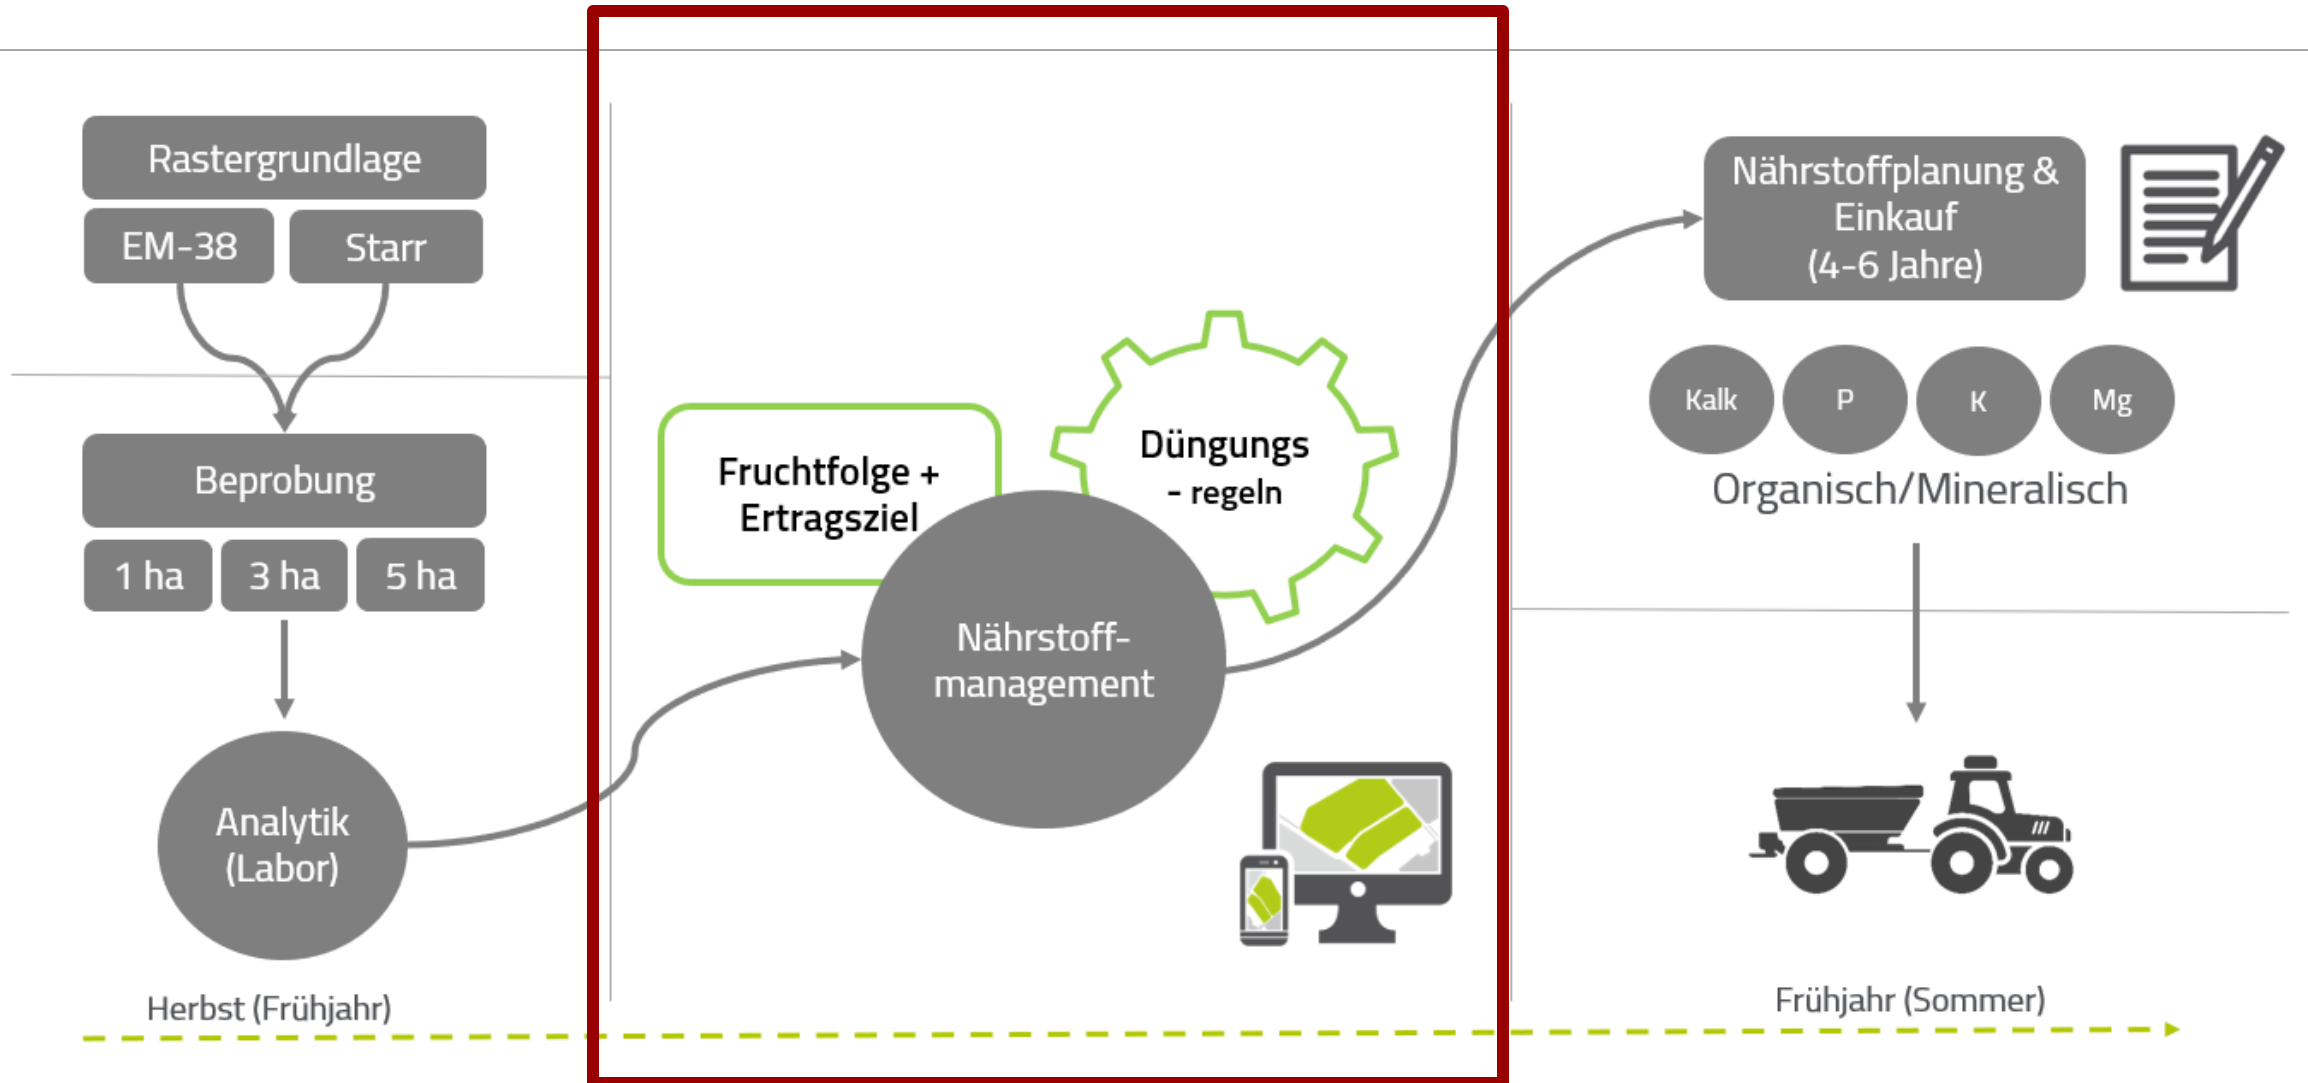 Rastergrundlage
EM-38
Starr
Beprobung
1 ha
3 ha
5 ha
Analytik
(Labor)
Herbst (Frühjahr)
Fruchtfolge +
Ertragsziel
Düngungs
- regeln
Nährstoff-
management
Nährstoffplanung &
Einkauf
(4-6 Jahre)
Kalk
P
K
Mg
Organisch/Mineralisch
Frühjahr (Sommer)